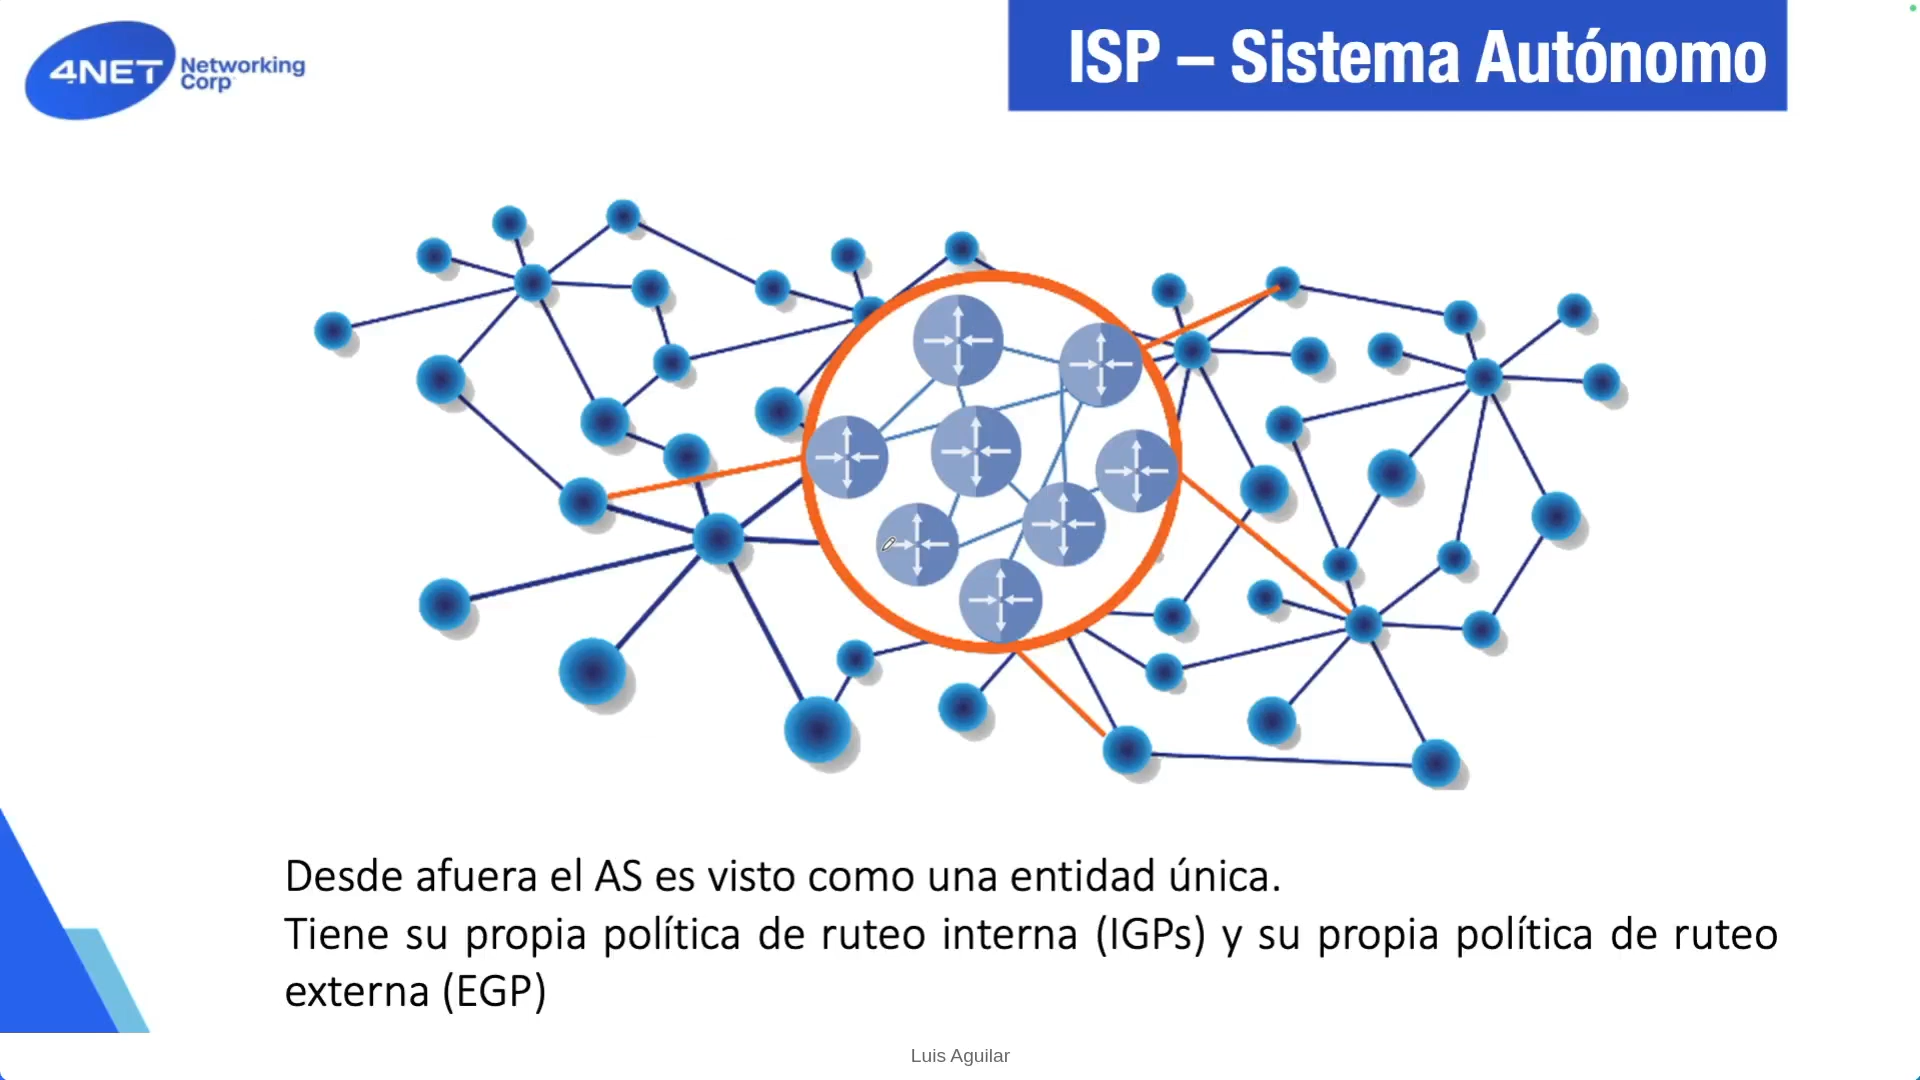 4NET Networking
Corp
ISP – Sistema Autónomo
Desde afuera el AS es visto como una entidad única.
Tiene su propia política de ruteo interna (IGPs) y su propia política de ruteo
externa (EGP)
Luis Aguilar